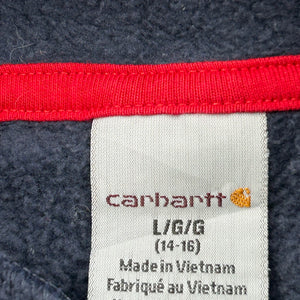 carhartt
L/G/G
(14-16)
Made in Vietnam
Fabriqué au Vietnam